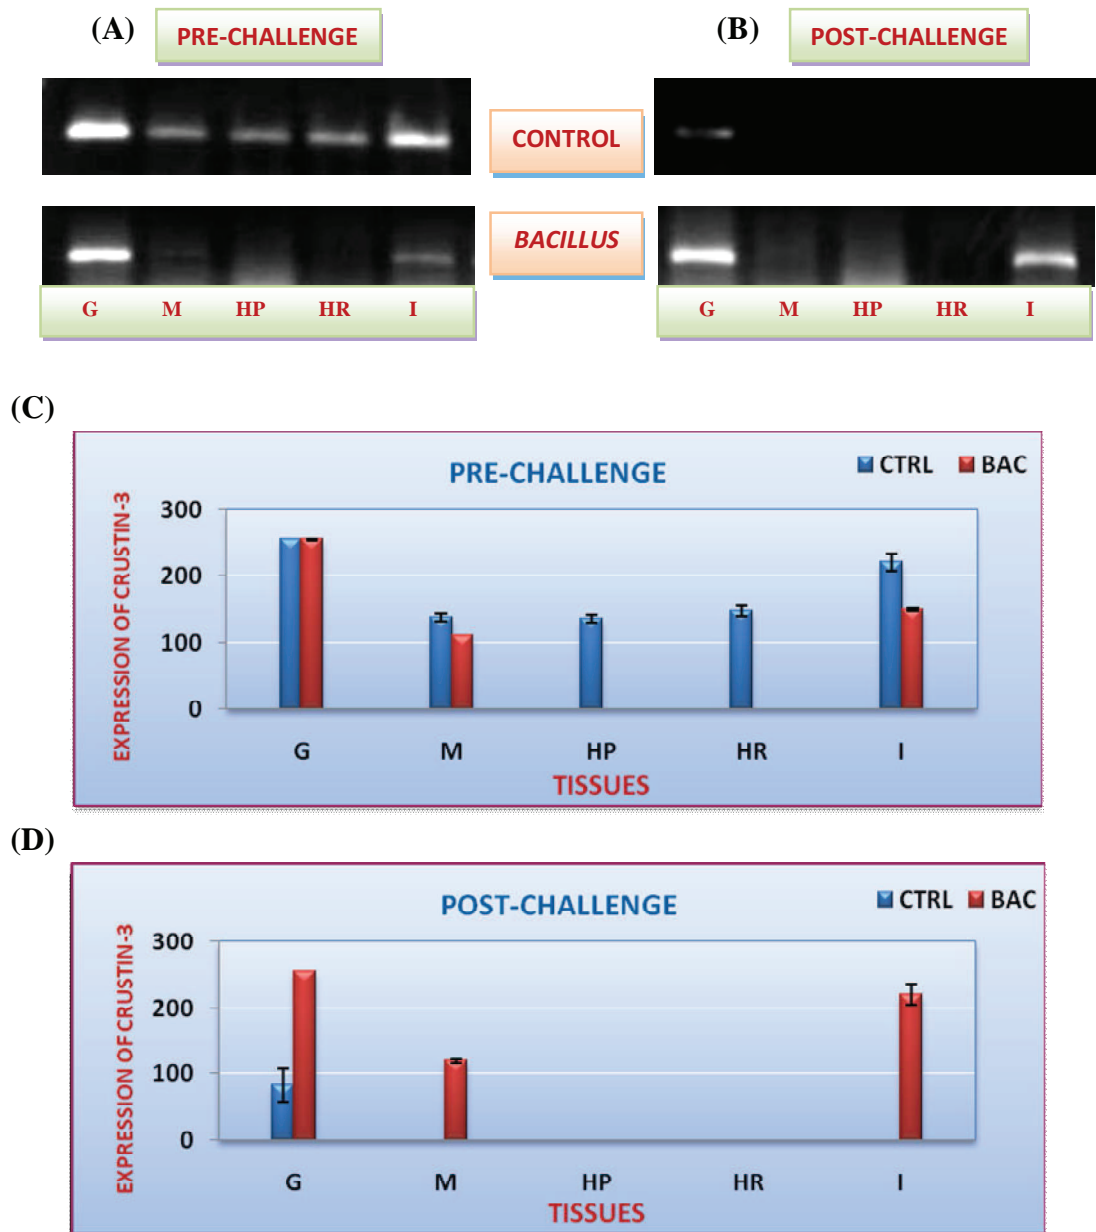 (A) PRE-CHALLENGE (B) POST-CHALLENGE
CONTROL
BACILLUS
G M HP HR I G M HP HR I
(C)
PRE-CHALLENGE
CTRL BAC
EXPRESSION OF CRUSTIN-3
300
200
100
0
G M HP HR I
TISSUES
(D)
POST-CHALLENGE
CTRL BAC
EXPRESSION OF CRUSTIN-3
300
200
100
0
G M HP HR I
TISSUES